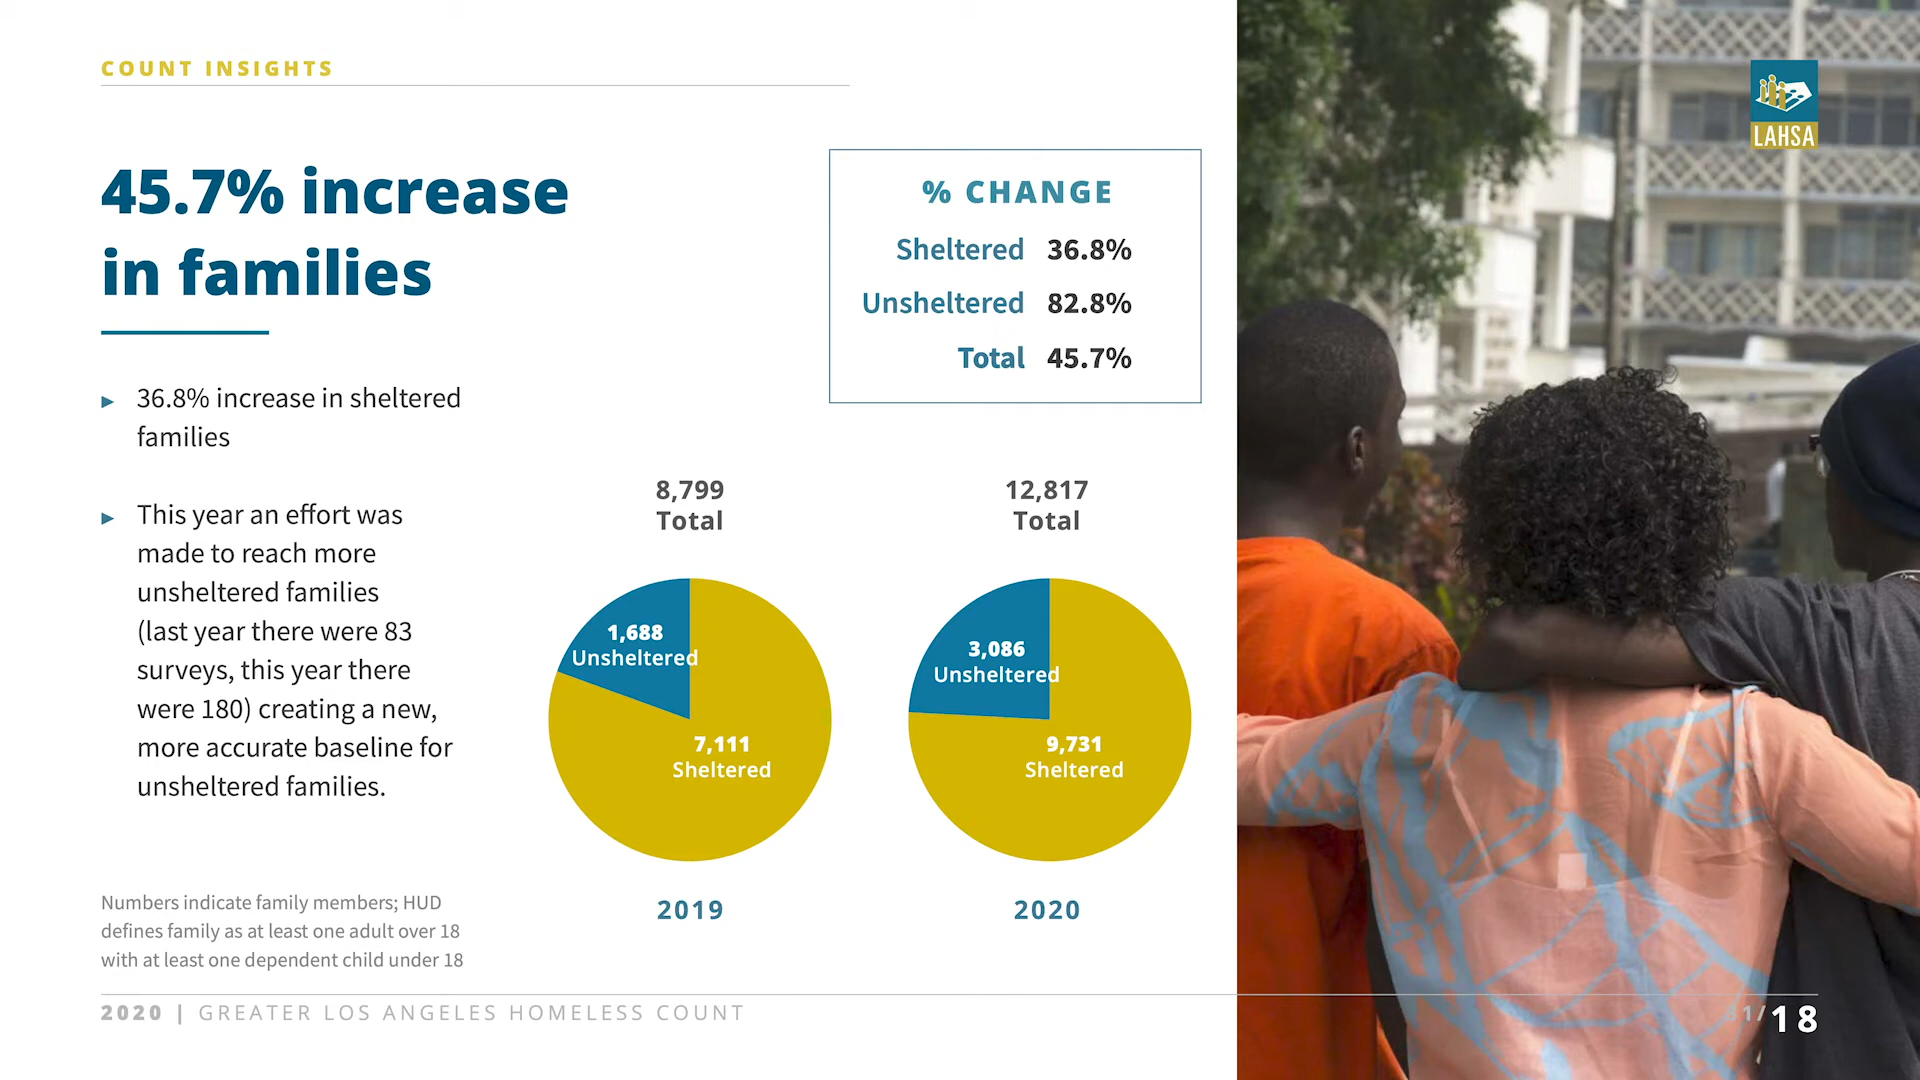 COUNT INSIGHTS
LAHSA
45.7% increase
in families
% CHANGE
Sheltered 36.8%
Unsheltered 82.8%
Total 45.7%
▸ 36.8% increase in sheltered
families
▸ This year an effort was
made to reach more
unsheltered families
(last year there were 83
surveys, this year there
were 180) creating a new,
more accurate baseline for
unsheltered families.
8,799
Total
1,688
Unsheltered
7,111
Sheltered
2019
12,817
Total
3,086
Unsheltered
9,731
Sheltered
2020
Numbers indicate family members; HUD
defines family as at least one adult over 18
with at least one dependent child under 18
2020 | GREATER LOS ANGELES HOMELESS COUNT
18